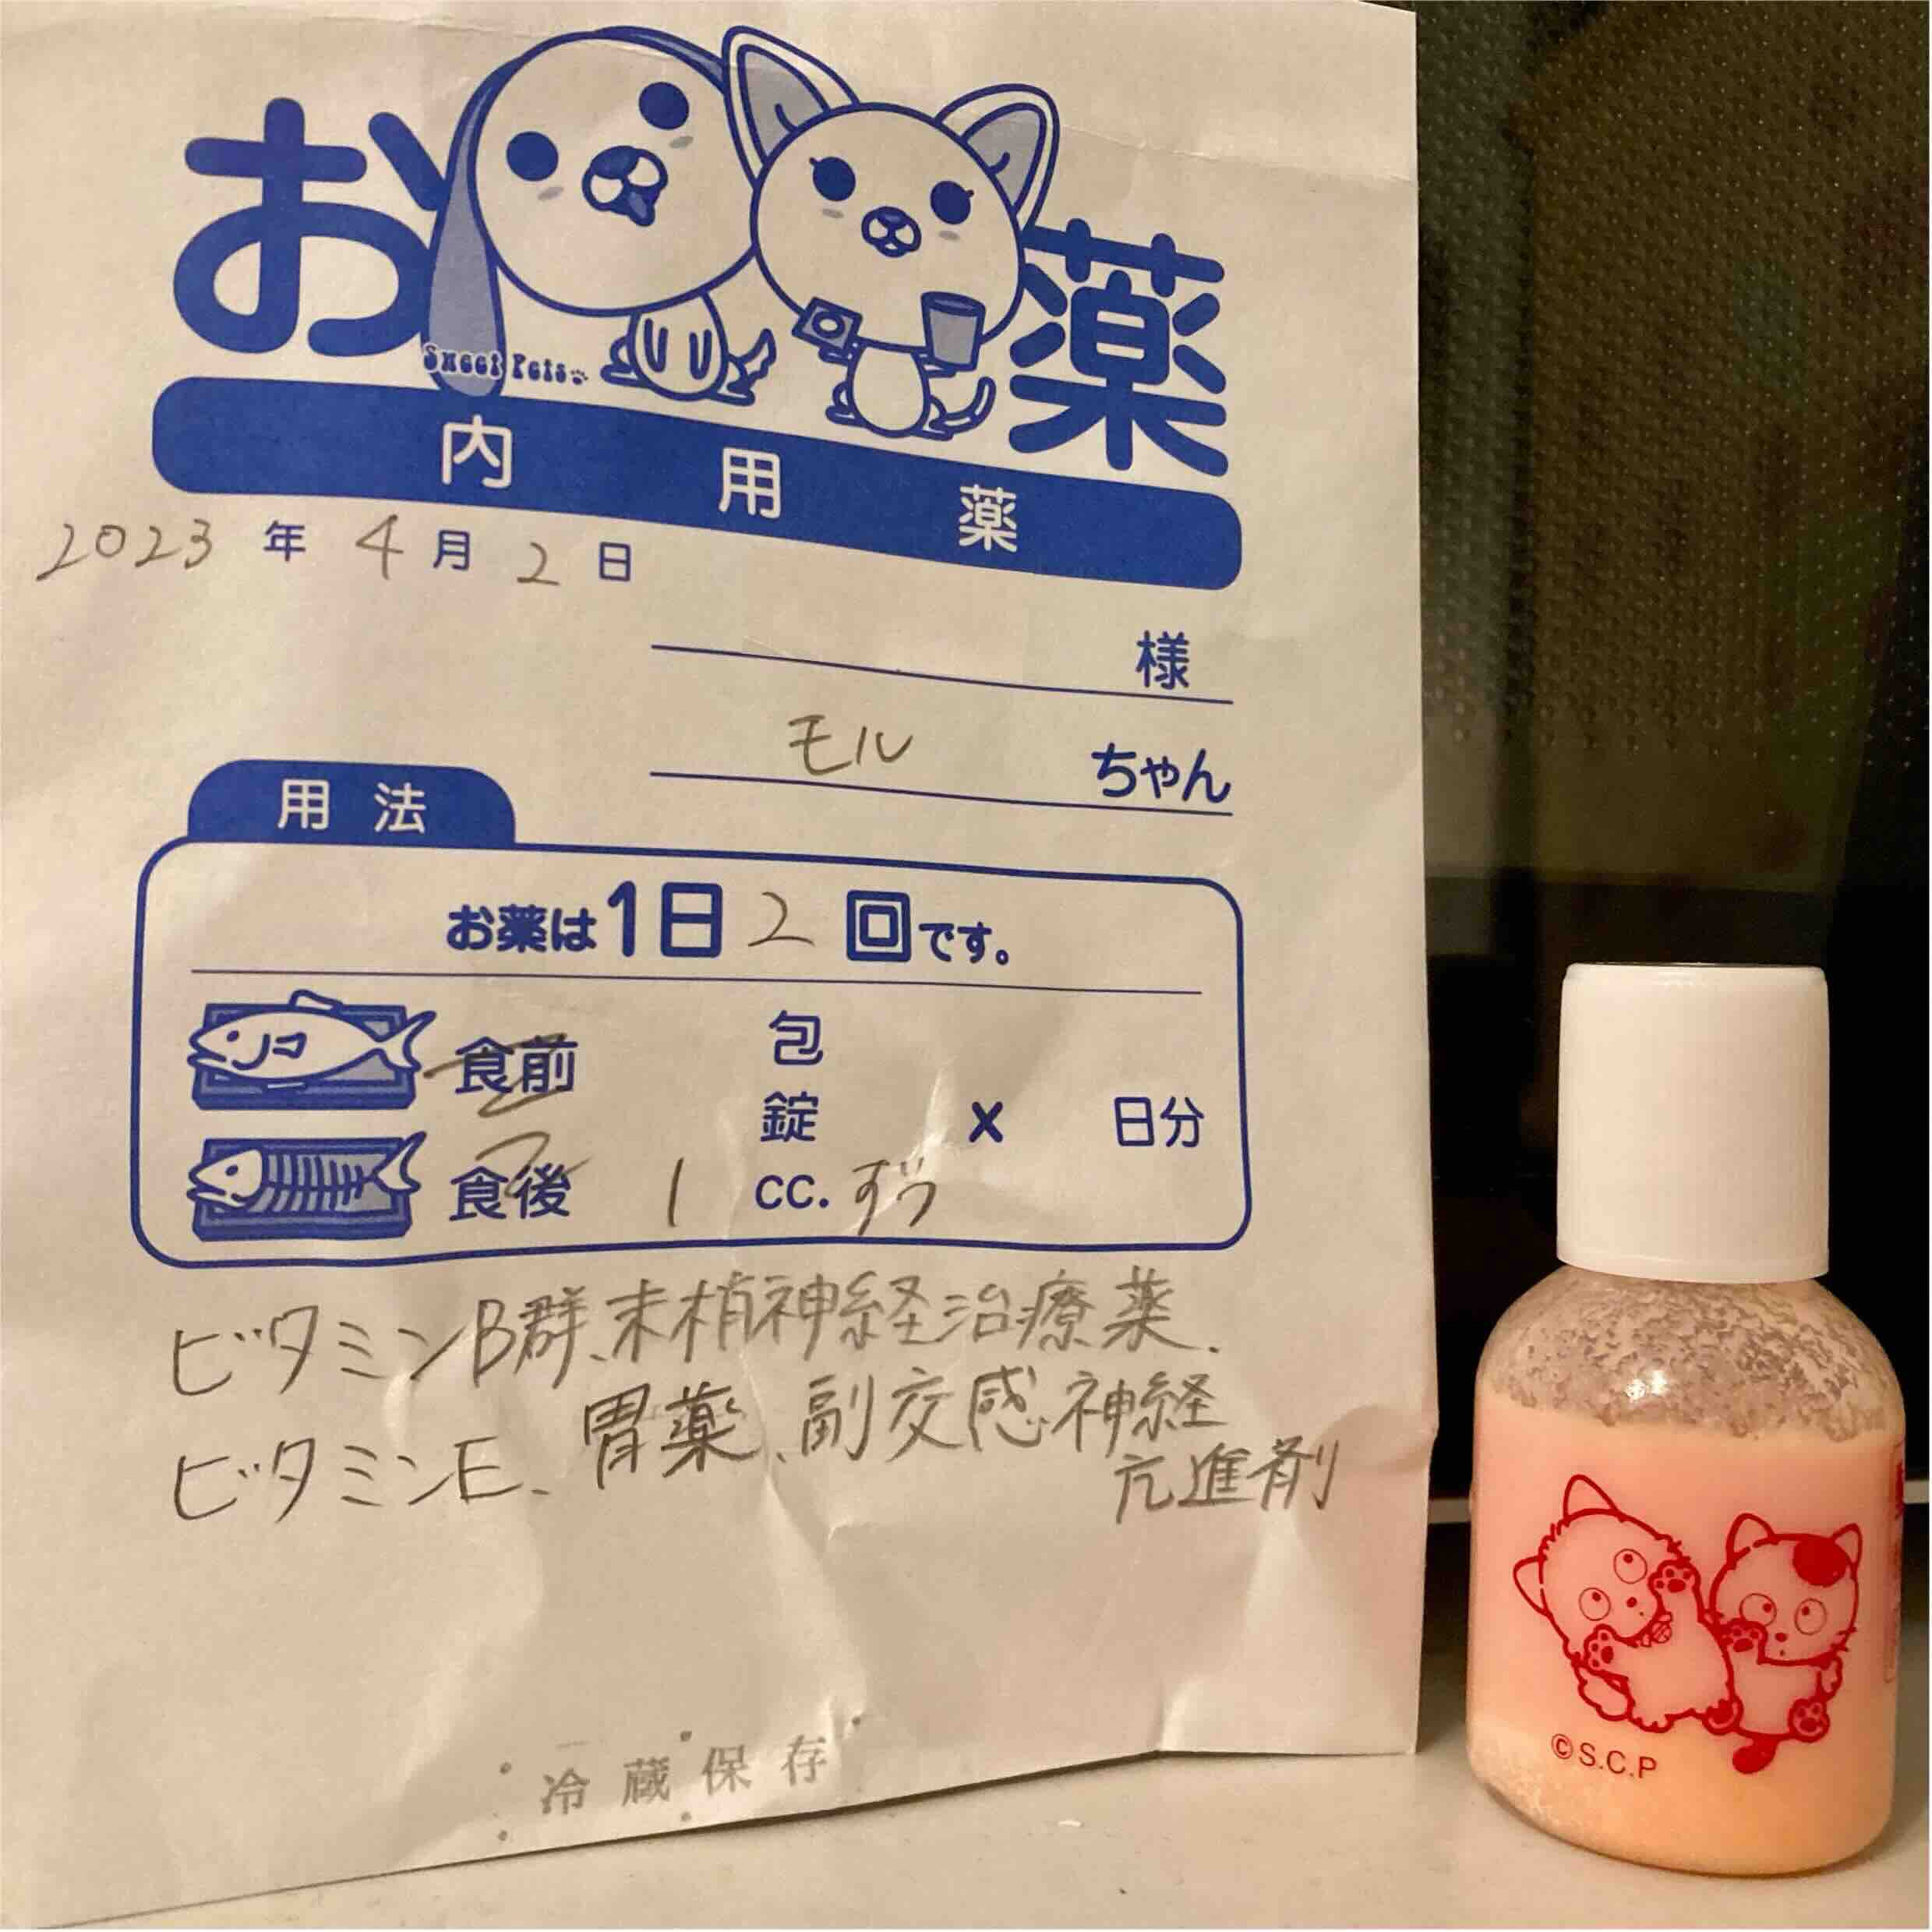 お薬
Sweet Pets
内用薬
2023年4月2日
様
モルちゃん
用法
お薬は1日2回です。
包
食前
錠 × 日分
食後 1 cc. ずつ
ビタミンB群、末梢神経治療薬、
ビタミンE、胃薬、副交感神経
亢進剤
冷蔵保存
©S.C.P